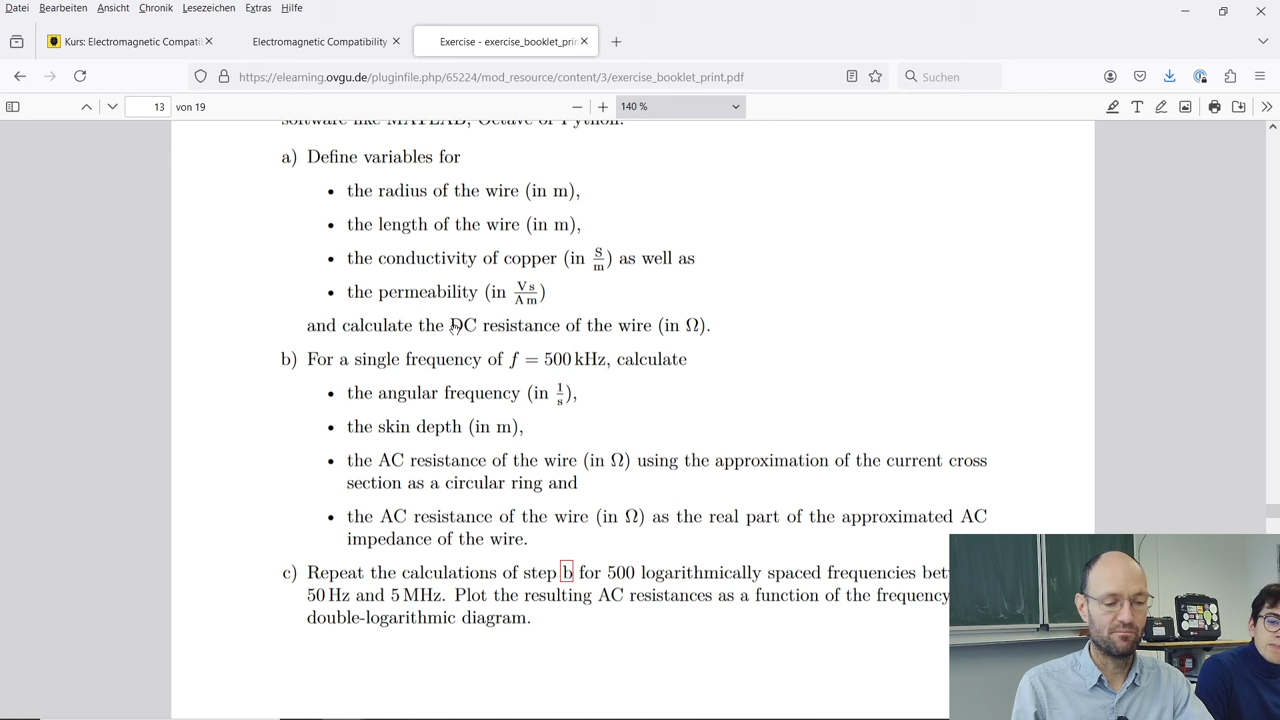 Datei Bearbeiten Ansicht Chronik Lesezeichen Extras Hilfe
Kurs: Electromagnetic Compati
Electromagnetic Compatibility
Exercise - exercise_booklet_prin
https://elearning.ovgu.de/pluginfile.php/65224/mod_resource/content/3/exercise_booklet_print.pdf
Suchen
13 von 19
140 %
software like MATLAB, Octave or Python.
a) Define variables for
• the radius of the wire (in m),
• the length of the wire (in m),
• the conductivity of copper (in S/m) as well as
• the permeability (in Vs/Am)
and calculate the DC resistance of the wire (in Ω).
b) For a single frequency of f = 500 kHz, calculate
• the angular frequency (in 1/s),
• the skin depth (in m),
• the AC resistance of the wire (in Ω) using the approximation of the current cross
section as a circular ring and
• the AC resistance of the wire (in Ω) as the real part of the approximated AC
impedance of the wire.
c) Repeat the calculations of step b for 500 logarithmically spaced frequencies bet
50 Hz and 5 MHz. Plot the resulting AC resistances as a function of the frequency
double-logarithmic diagram.